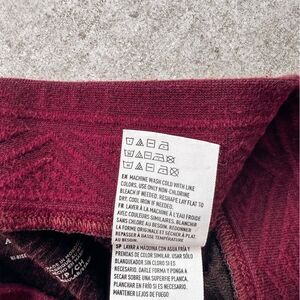 EN MACHINE WASH COLD WITH LIKE
COLORS. USE ONLY NON-CHLORINE
BLEACH IF NEEDED. RESHAPE LAY FLAT TO
DRY. COOL IRON IF NEEDED.
FR LAVER À LA MACHINE À L'EAU FROIDE
AVEC COULEURS SIMILAIRES. BLANCHIR
SANS CHLORE SI BESOIN. REDONNER
LA FORME ORIGINALE ET SÉCHER À PLAT.
REPASSER À BASSE TEMPÉRATURE
AU BESOIN.
SP LAVAR A MÁQUINA CON AGUA FRÍA Y
CON COLOR SIMILAR. USAR SÓLO
BLANQUEADOR SIN CLORO SI ES
NECESARIO. DARLE FORMA Y PONGA A
SECAR SOBRE UNA SUPERFICIE PLANA.
PLANCHAR EN FRÍO SI ES NECESARIO.
MANTENER LEJOS DE FUEGO